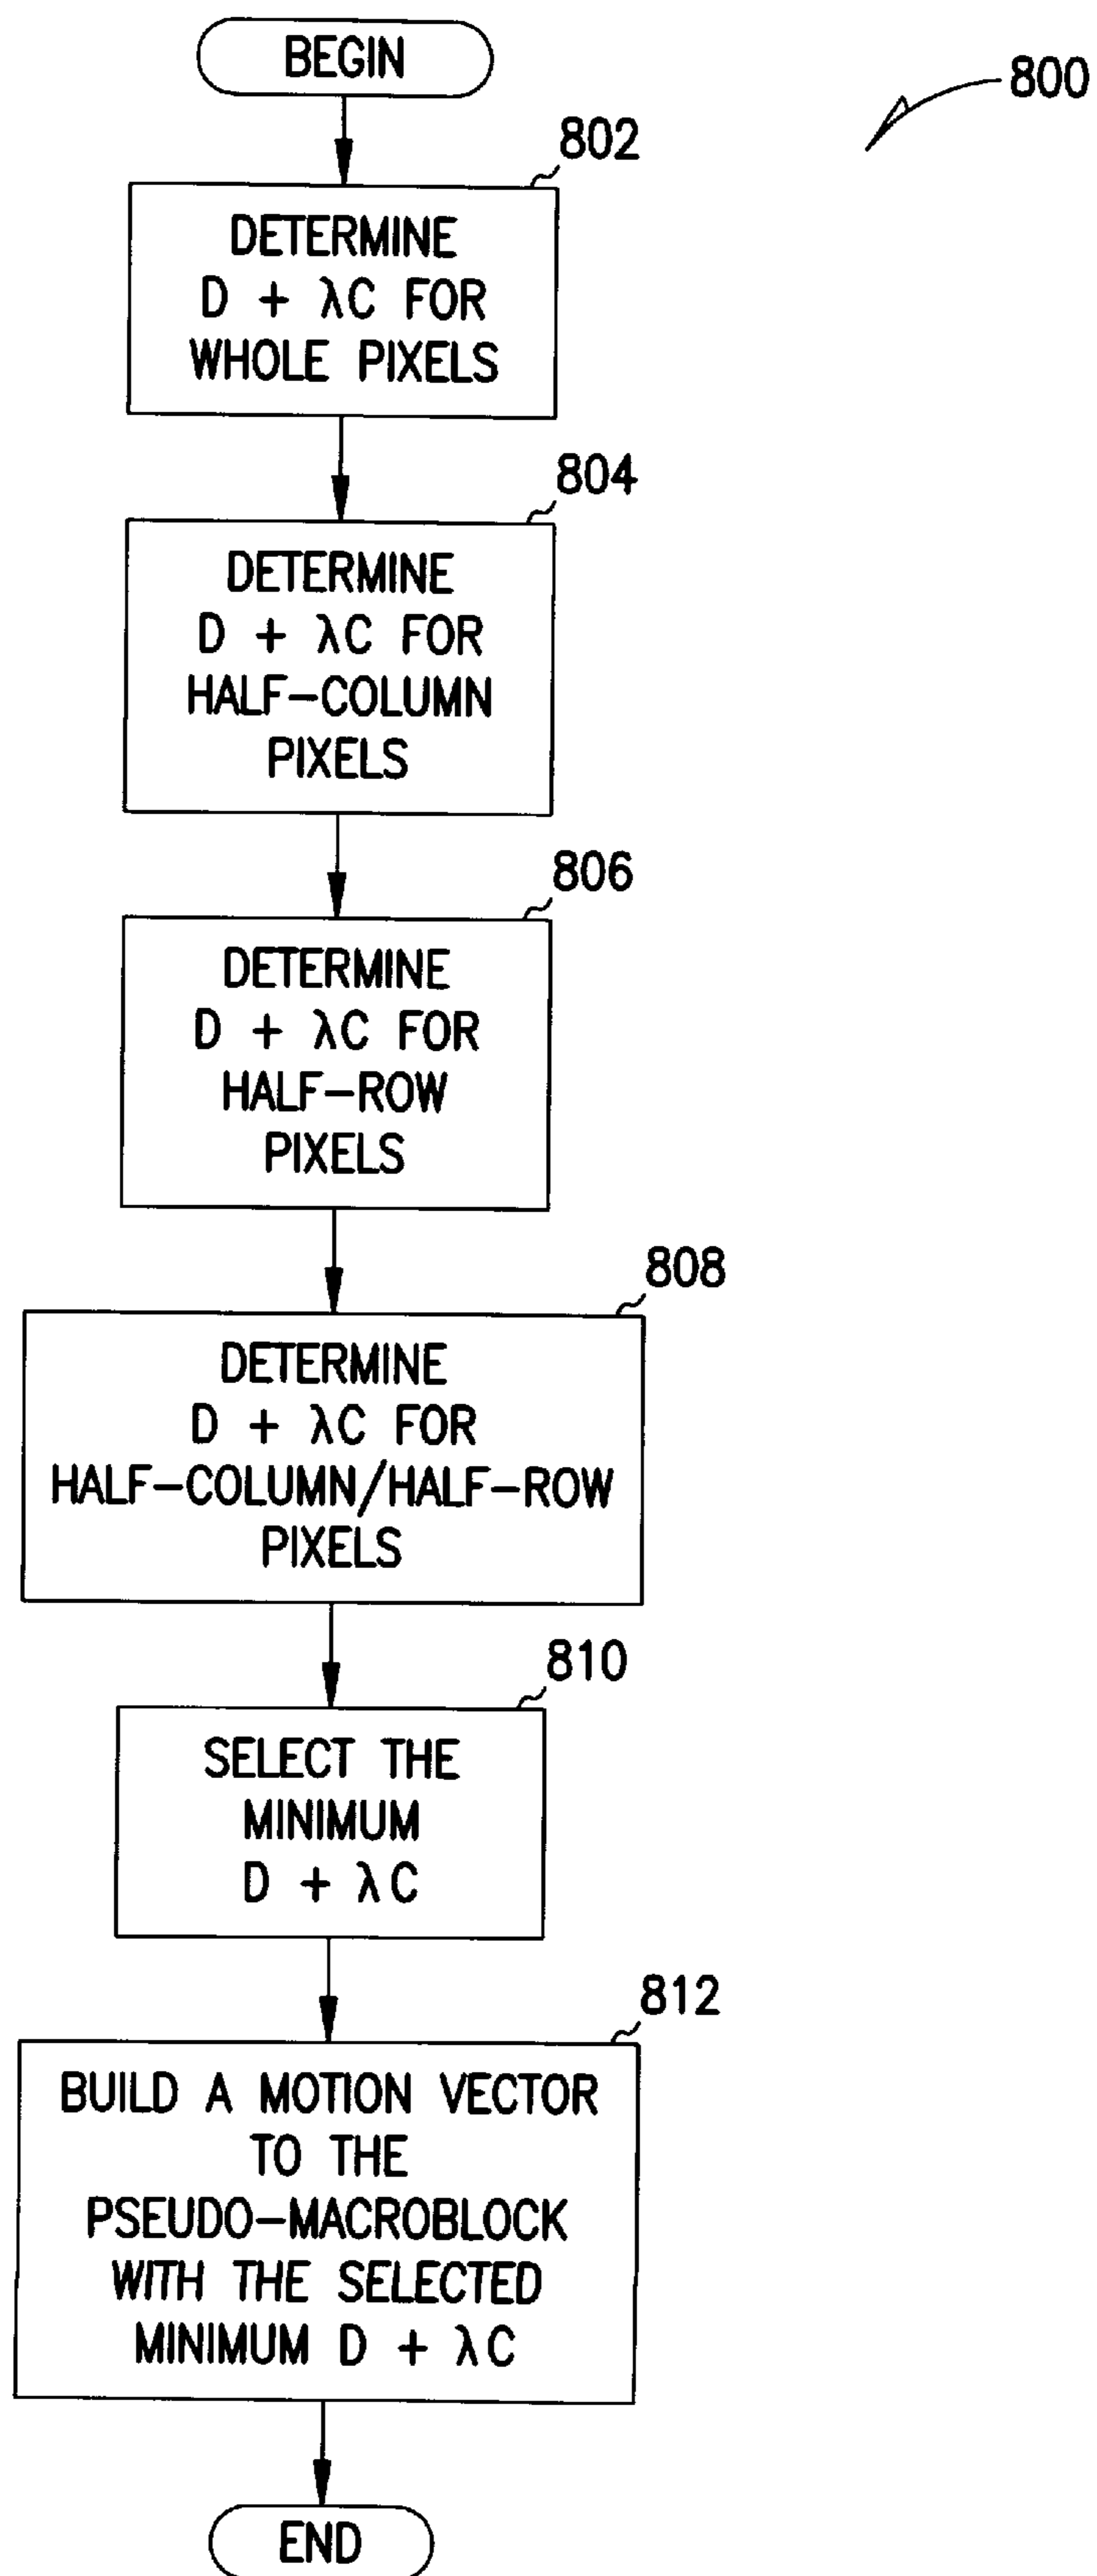 BEGIN
800
802
DETERMINE
D + λC FOR
WHOLE PIXELS
804
DETERMINE
D + λC FOR
HALF-COLUMN
PIXELS
806
DETERMINE
D + λC FOR
HALF-ROW
PIXELS
808
DETERMINE
D + λC FOR
HALF-COLUMN/HALF-ROW
PIXELS
810
SELECT THE
MINIMUM
D + λC
812
BUILD A MOTION VECTOR
TO THE
PSEUDO-MACROBLOCK
WITH THE SELECTED
MINIMUM D + λC
END